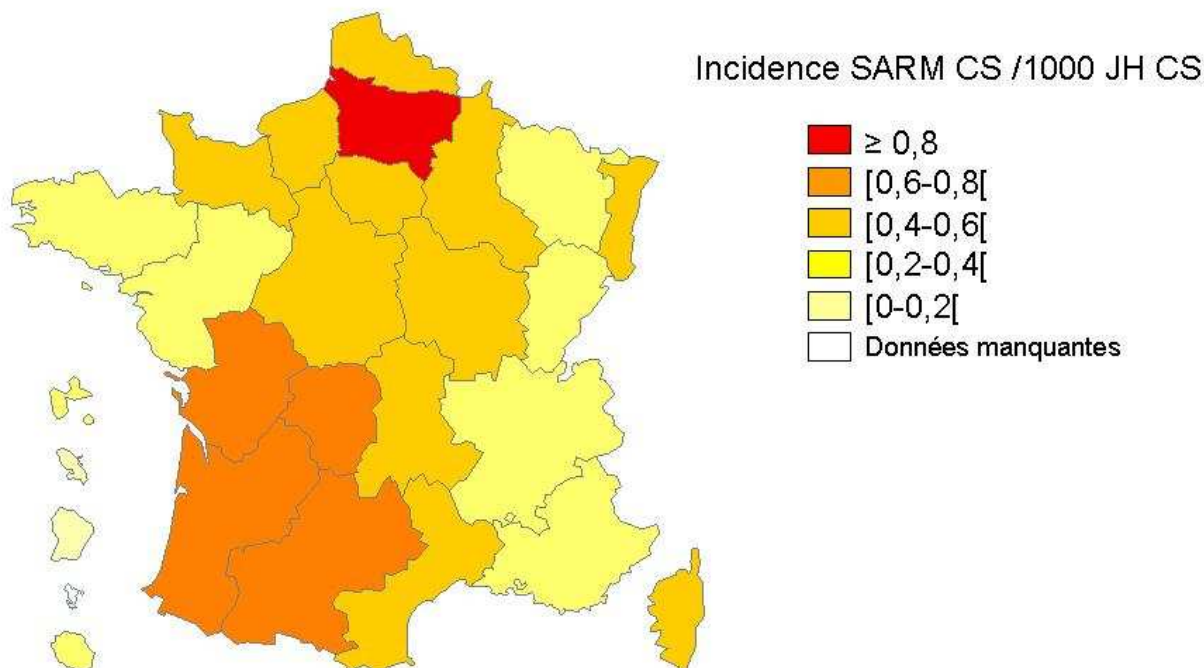 Incidence SARM CS /1000 JH CS
≥ 0,8
[0,6-0,8[
[0,4-0,6[
[0,2-0,4[
[0-0,2[
Données manquantes